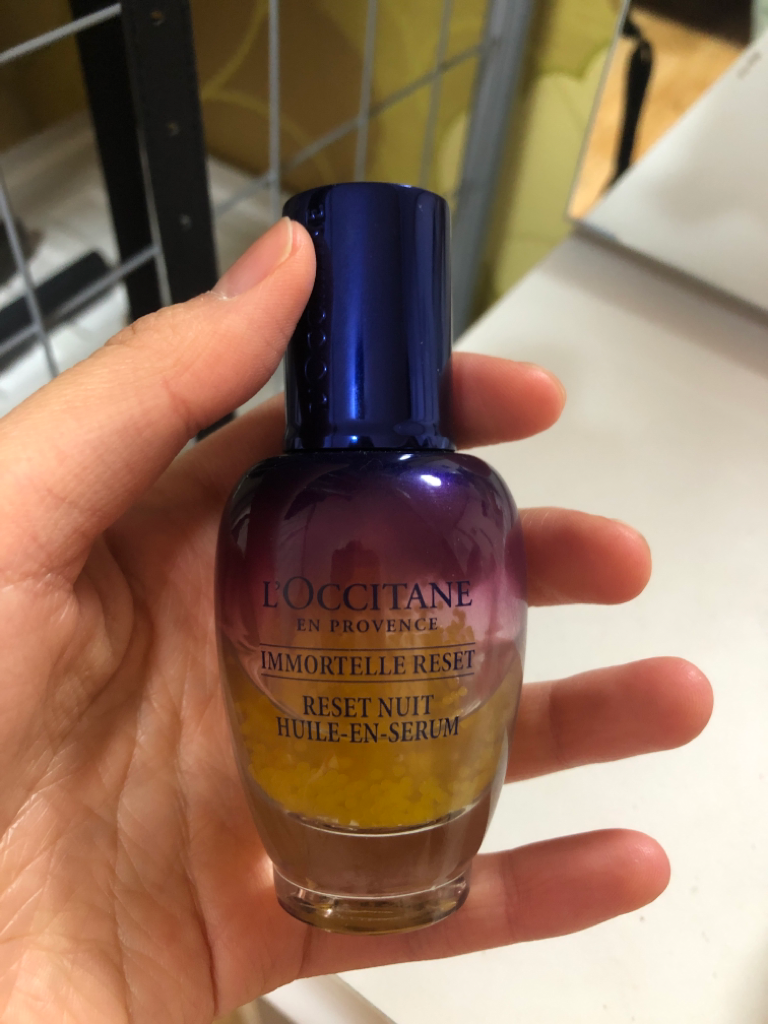 L'OCCITANE
EN PROVENCE
IMMORTELLE RESET
RESET NUIT
HUILE-EN-SERUM